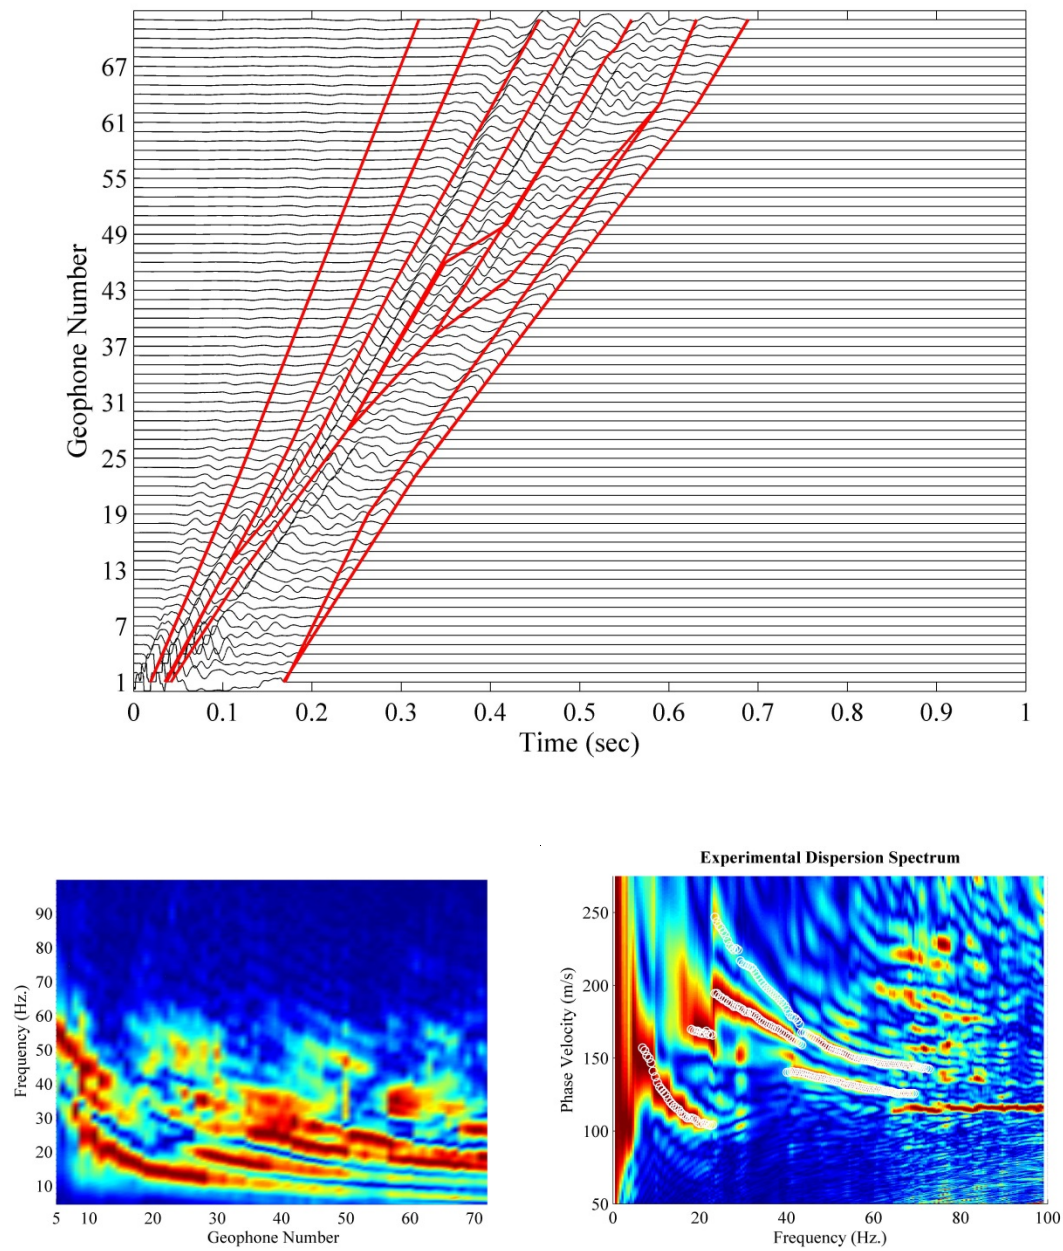 67
61
55
49
43
37
31
25
19
13
7
1
Geophone Number
0 0.1 0.2 0.3 0.4 0.5 0.6 0.7 0.8 0.9 1
Time (sec)
90
80
70
60
50
40
30
20
10
Frequency (Hz.)
5 10 20 30 40 50 60 70
Geophone Number
Experimental Dispersion Spectrum
250
200
150
100
50
Phase Velocity (m/s)
0 20 40 60 80 100
Frequency (Hz.)